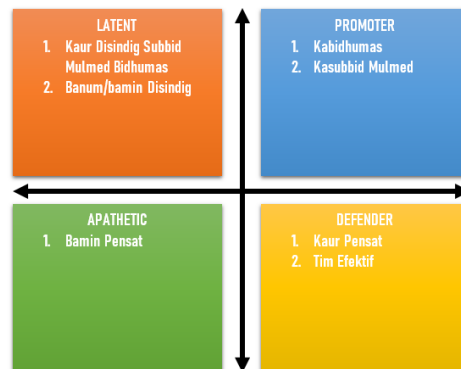 LATENT
1. Kaur Disindig Subbid
Mulmed Bidhumas
2. Banum/bamin Disindig
PROMOTER
1. Kabidhumas
2. Kasubbid Mulmed
APATHETIC
1. Bamin Pensat
DEFENDER
1. Kaur Pensat
2. Tim Efektif